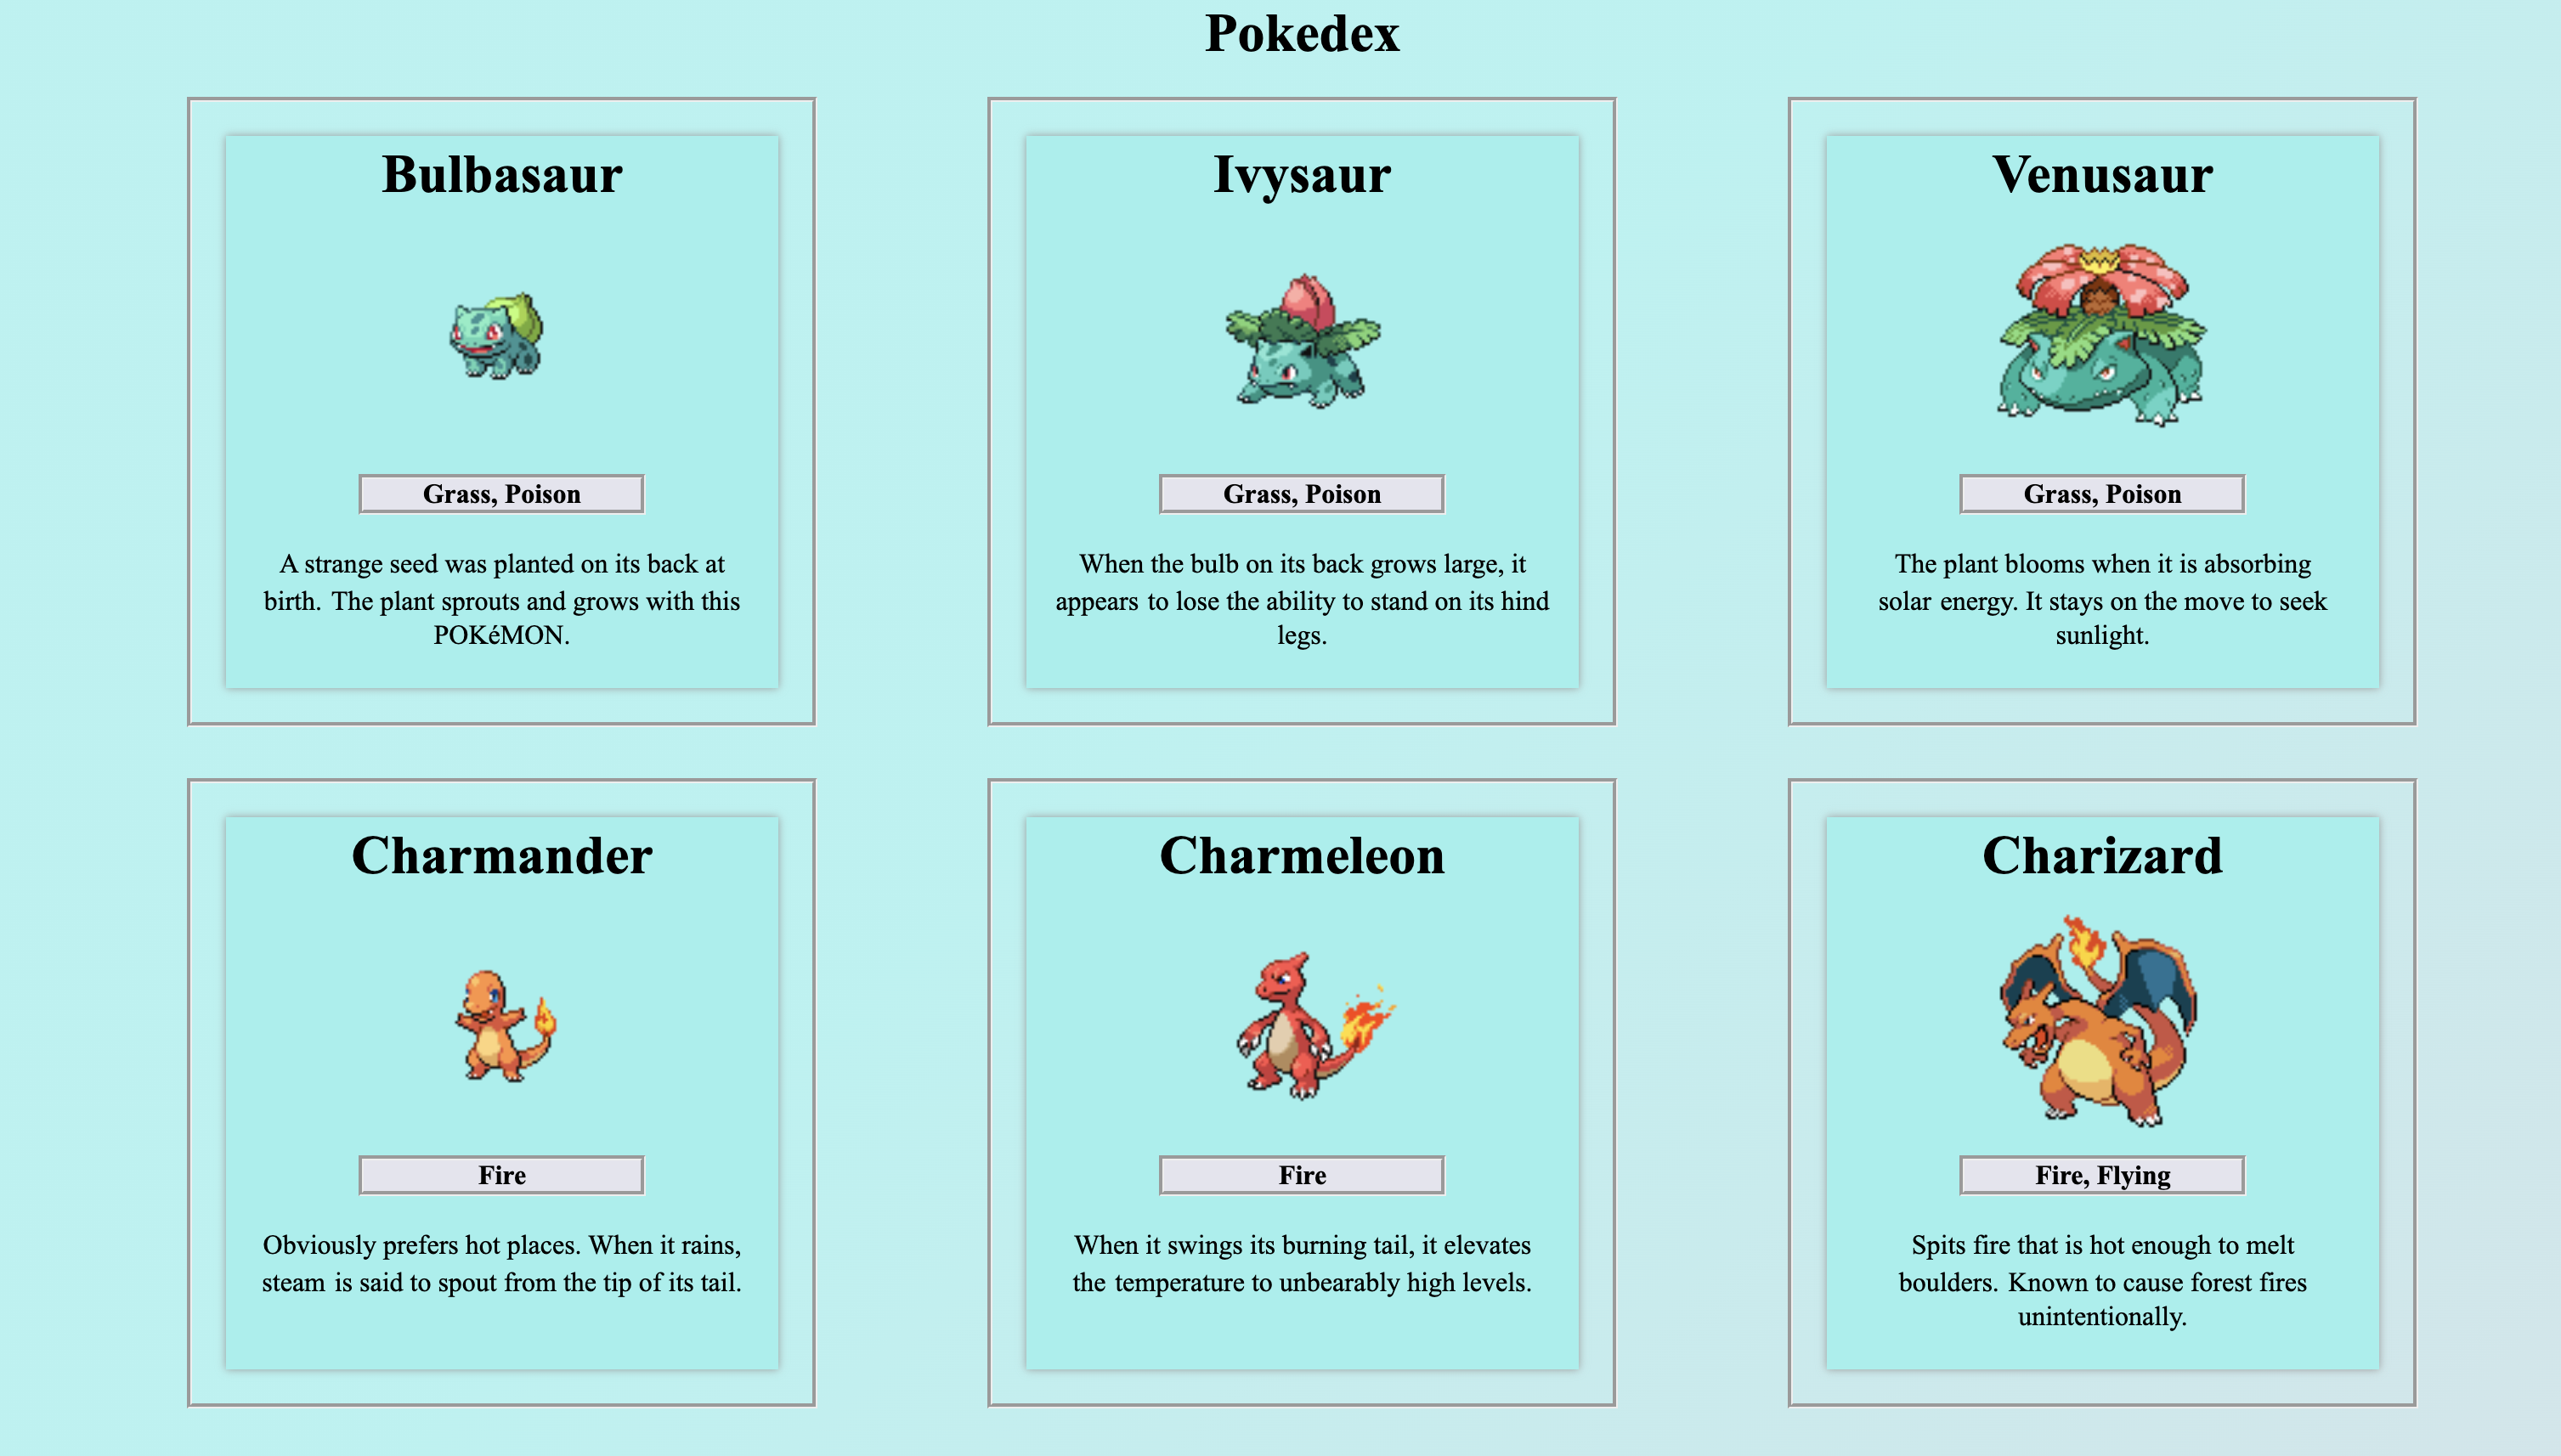 Pokedex
Bulbasaur
Grass, Poison
A strange seed was planted on its back at
birth. The plant sprouts and grows with this
POKéMON.
Ivysaur
Grass, Poison
When the bulb on its back grows large, it
appears to lose the ability to stand on its hind
legs.
Venusaur
Grass, Poison
The plant blooms when it is absorbing
solar energy. It stays on the move to seek
sunlight.
Charmander
Fire
Obviously prefers hot places. When it rains,
steam is said to spout from the tip of its tail.
Charmeleon
Fire
When it swings its burning tail, it elevates
the temperature to unbearably high levels.
Charizard
Fire, Flying
Spits fire that is hot enough to melt
boulders. Known to cause forest fires
unintentionally.